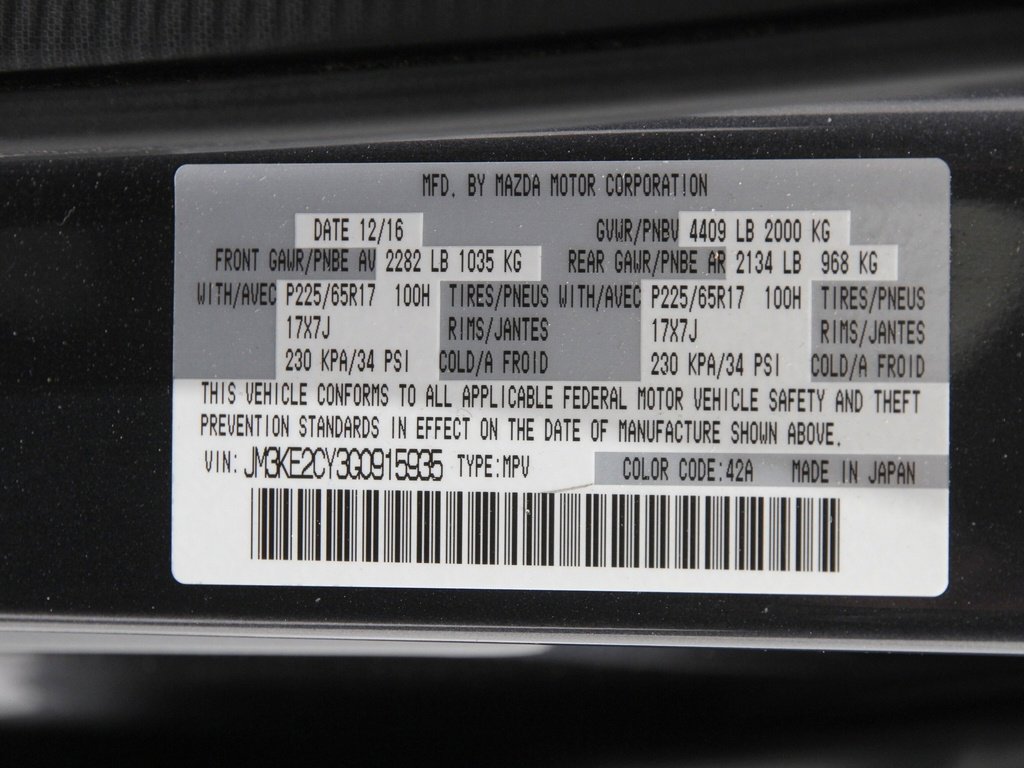 MFD. BY MAZDA MOTOR CORPORATION
DATE 12/16 GVWR/PNBV 4409 LB 2000 KG
FRONT GAWR/PNBE AV 2282 LB 1035 KG REAR GAWR/PNBE AR 2134 LB 968 KG
WITH/AVEC P225/65R17 100H TIRES/PNEUS WITH/AVEC P225/65R17 100H TIRES/PNEUS
17X7J RIMS/JANTES 17X7J RIMS/JANTES
230 KPA/34 PSI COLD/A FROID 230 KPA/34 PSI COLD/A FROID
THIS VEHICLE CONFORMS TO ALL APPLICABLE FEDERAL MOTOR VEHICLE SAFETY AND THEFT
PREVENTION STANDARDS IN EFFECT ON THE DATE OF MANUFACTURE SHOWN ABOVE.
VIN: JM3KE2CY3G0915935 TYPE:MPV COLOR CODE:42A MADE IN JAPAN